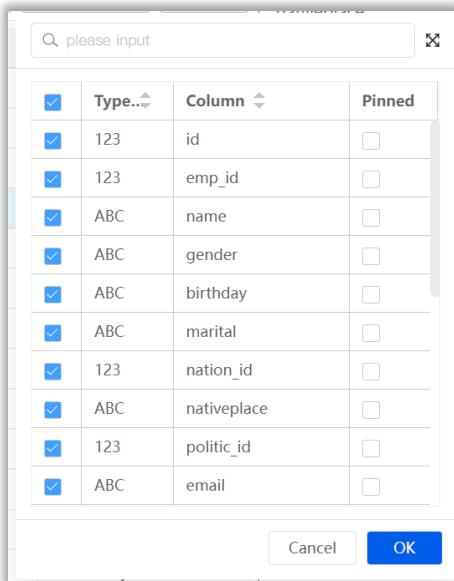 please input
Type.. Column Pinned
123 id
123 emp_id
ABC name
ABC gender
ABC birthday
ABC marital
123 nation_id
ABC nativeplace
123 politic_id
ABC email
Cancel OK